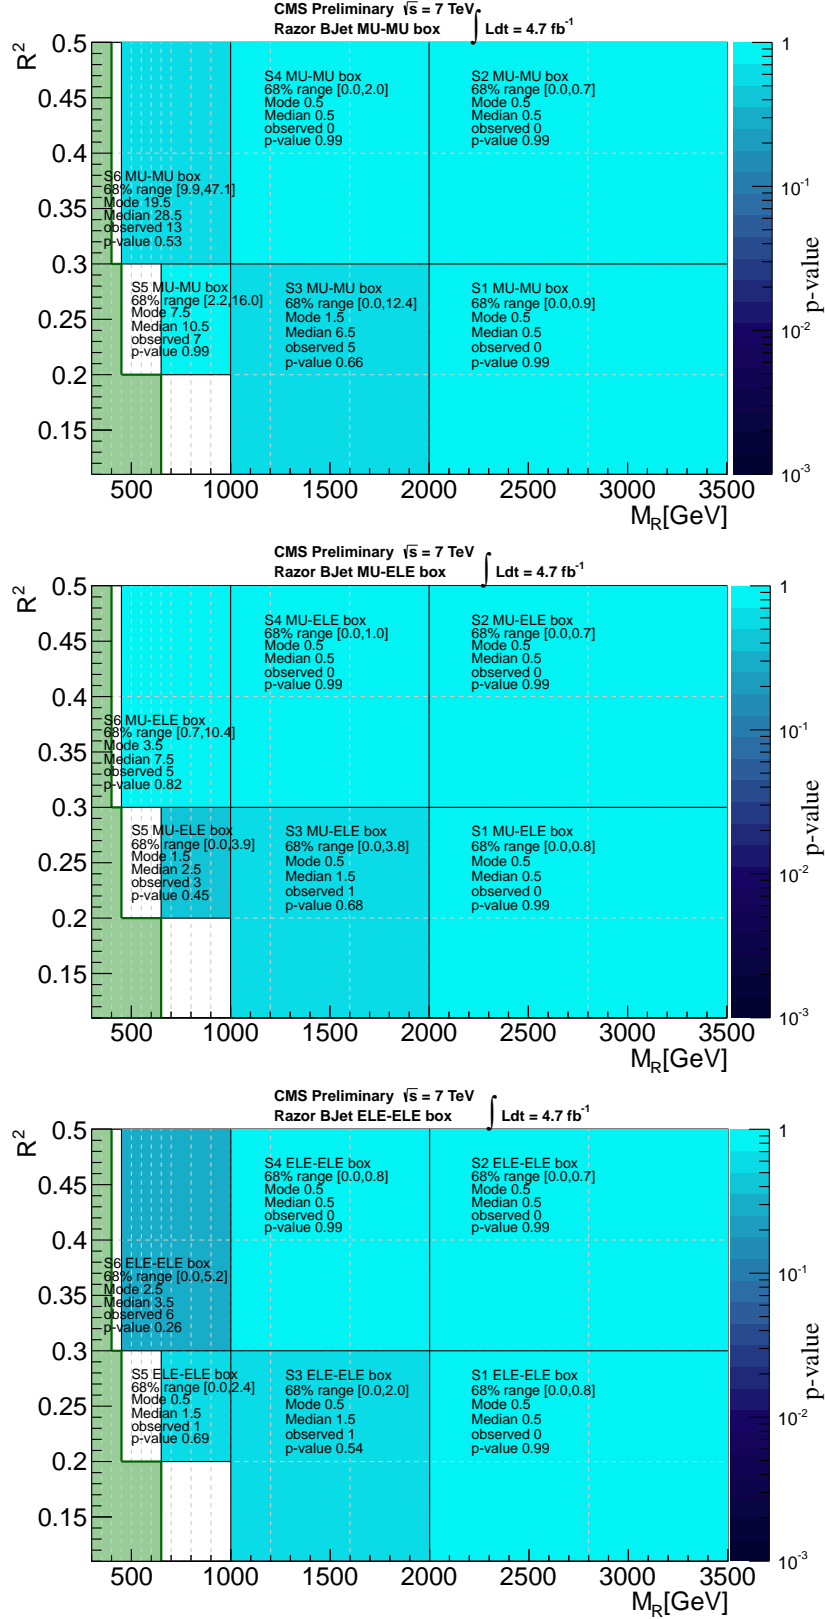 CMS Preliminary √s = 7 TeV
Razor BJet MU-MU box ∫ Ldt = 4.7 fb-1
R2
0.5
0.45
0.4
0.35
0.3
0.25
0.2
0.15
S4 MU-MU box
68% range [0.0,2.0]
Mode 0.5
Median 0.5
observed 0
p-value 0.99
S2 MU-MU box
68% range [0.0,0.7]
Mode 0.5
Median 0.5
observed 0
p-value 0.99
S6 MU-MU box
68% range [9.9,47.1]
Mode 19.5
Median 28.5
observed 13
p-value 0.53
S5 MU-MU box
68% range [2.2,16.0]
Mode 7.5
Median 10.5
observed 7
p-value 0.99
S3 MU-MU box
68% range [0.0,12.4]
Mode 1.5
Median 6.5
observed 5
p-value 0.66
S1 MU-MU box
68% range [0.0,0.9]
Mode 0.5
Median 0.5
observed 0
p-value 0.99
500 1000 1500 2000 2500 3000 3500
MR[GeV]
1
10-1
10-2
10-3
p-value
CMS Preliminary √s = 7 TeV
Razor BJet MU-ELE box ∫ Ldt = 4.7 fb-1
R2
0.5
0.45
0.4
0.35
0.3
0.25
0.2
0.15
S4 MU-ELE box
68% range [0.0,1.0]
Mode 0.5
Median 0.5
observed 0
p-value 0.99
S2 MU-ELE box
68% range [0.0,0.7]
Mode 0.5
Median 0.5
observed 0
p-value 0.99
S6 MU-ELE box
68% range [0.7,10.4]
Mode 3.5
Median 7.5
observed 5
p-value 0.82
S5 MU-ELE box
68% range [0.0,3.9]
Mode 1.5
Median 2.5
observed 3
p-value 0.45
S3 MU-ELE box
68% range [0.0,3.8]
Mode 0.5
Median 1.5
observed 1
p-value 0.68
S1 MU-ELE box
68% range [0.0,0.8]
Mode 0.5
Median 0.5
observed 0
p-value 0.99
500 1000 1500 2000 2500 3000 3500
MR[GeV]
1
10-1
10-2
10-3
p-value
CMS Preliminary √s = 7 TeV
Razor BJet ELE-ELE box ∫ Ldt = 4.7 fb-1
R2
0.5
0.45
0.4
0.35
0.3
0.25
0.2
0.15
S4 ELE-ELE box
68% range [0.0,0.8]
Mode 0.5
Median 0.5
observed 0
p-value 0.99
S2 ELE-ELE box
68% range [0.0,0.7]
Mode 0.5
Median 0.5
observed 0
p-value 0.99
S6 ELE-ELE box
68% range [0.0,5.2]
Mode 2.5
Median 3.5
observed 6
p-value 0.26
S5 ELE-ELE box
68% range [0.0,2.4]
Mode 0.5
Median 1.5
observed 1
p-value 0.69
S3 ELE-ELE box
68% range [0.0,2.0]
Mode 0.5
Median 1.5
observed 1
p-value 0.54
S1 ELE-ELE box
68% range [0.0,0.8]
Mode 0.5
Median 0.5
observed 0
p-value 0.99
500 1000 1500 2000 2500 3000 3500
MR[GeV]
1
10-1
10-2
10-3
p-value